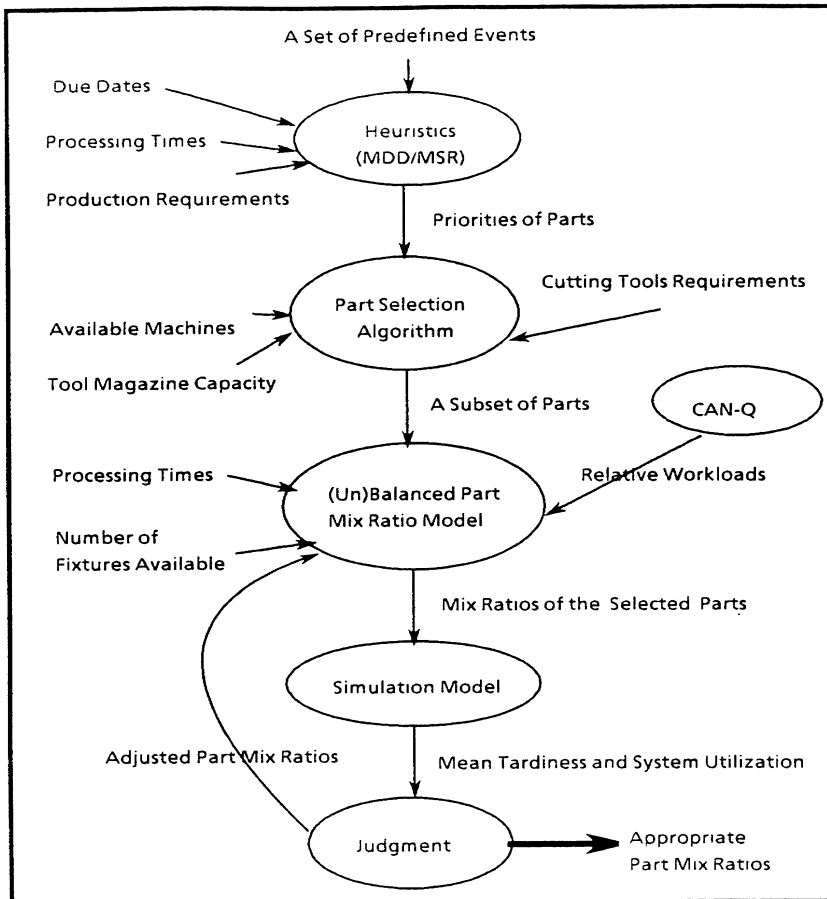 A Set of Predefined Events
Due Dates
Heuristics
(MDD/MSR)
Processing Times
Production Requirements
Priorities of Parts
Cutting Tools Requirements
Part Selection
Algorithm
Available Machines
Tool Magazine Capacity
A Subset of Parts
CAN-Q
Processing Times
Relative Workloads
(Un)Balanced Part
Mix Ratio Model
Number of
Fixtures Available
Mix Ratios of the Selected Parts
Simulation Model
Adjusted Part Mix Ratios
Mean Tardiness and System Utilization
Judgment
Appropriate
Part Mix Ratios